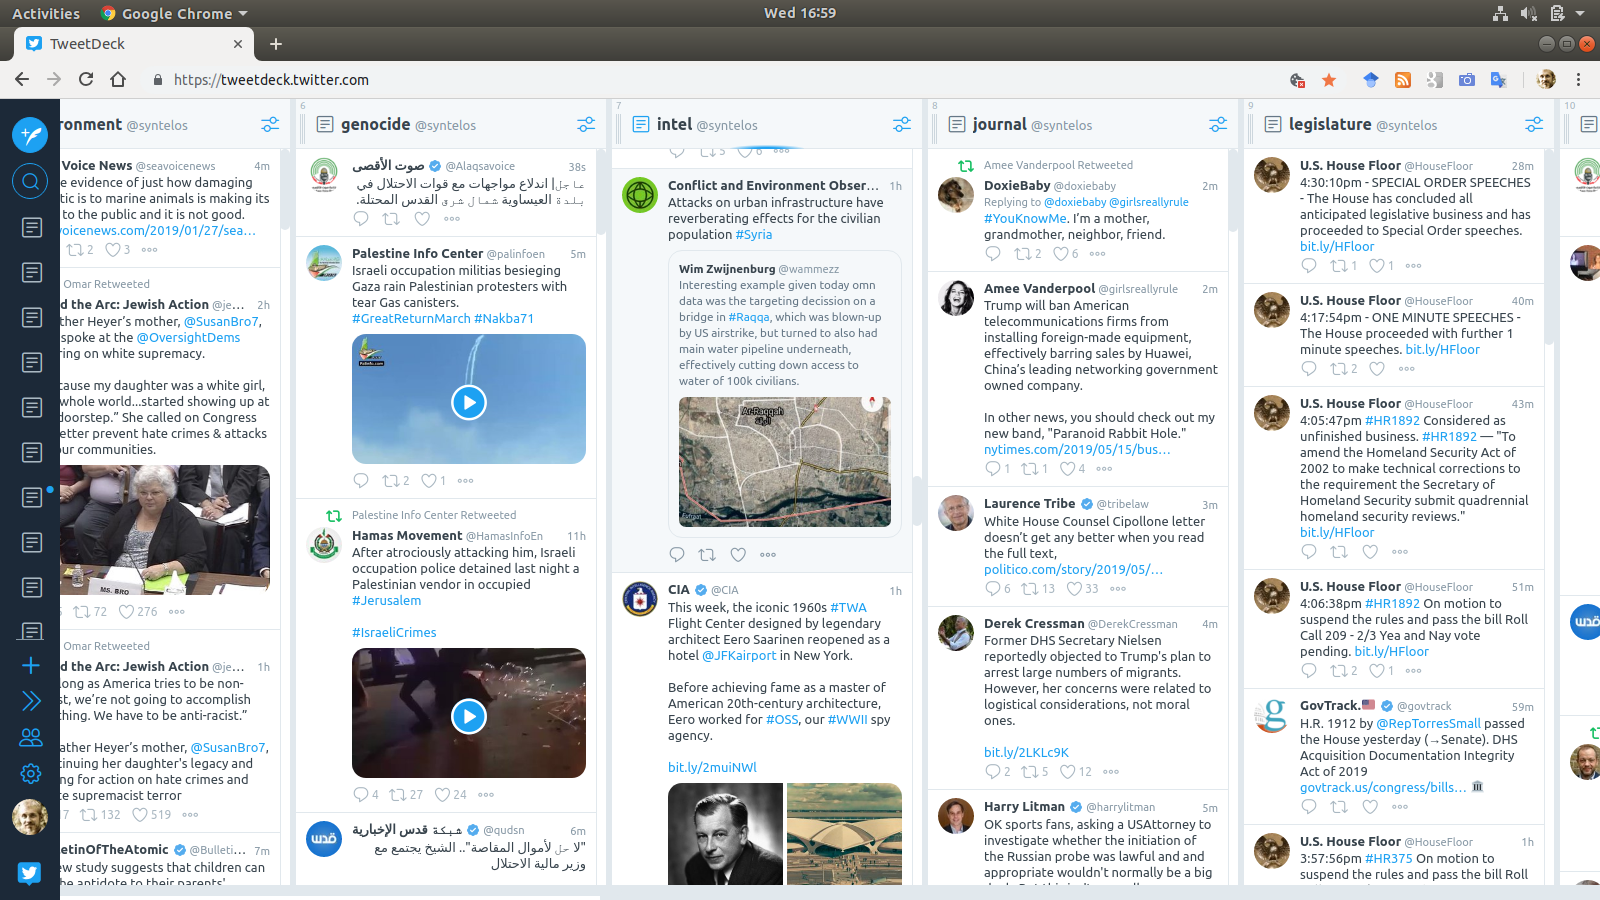 Activities
Google Chrome
Wed 16:59
TweetDeck
https://tweetdeck.twitter.com
ronment @syntelos
Voice News @seavoicenews 4m
e evidence of just how damaging
tic is to marine animals is making its
to the public and it is not good.
voicenews.com/2019/01/27/sea…
2 3
Omar Retweeted
d the Arc: Jewish Action @je… 2h
ther Heyer's mother, @SusanBro7,
spoke at the @OversightDems
ring on white supremacy.
cause my daughter was a white girl,
whole world...started showing up at
doorstep." She called on Congress
etter prevent hate crimes & attacks
ur communities.
MS. BRO
72 276
Omar Retweeted
d the Arc: Jewish Action @je… 1h
long as America tries to be non-
st, we're not going to accomplish
thing. We have to be anti-racist."
ather Heyer's mother, @SusanBro7,
tinuing her daughter's legacy and
ng for action on hate crimes and
te supremacist terror
7 132 519
letinOfTheAtomic @Bulleti… 7m
ew study suggests that children can
he antidote to their parents'
6
genocide @syntelos
صوت الأقصى @Alaqsavoice 38s
عاجل| اندلاع مواجهات مع قوات الاحتلال في
بلدة العيساوية شمال شرق القدس المحتلة.
Palestine Info Center @palinfoen 5m
Israeli occupation militias besieging
Gaza rain Palestinian protesters with
tear Gas canisters.
#GreatReturnMarch #Nakba71
2 1
Palestine Info Center Retweeted
Hamas Movement @HamasInfoEn 11h
After atrociously attacking him, Israeli
occupation police detained last night a
Palestinian vendor in occupied
#Jerusalem
#IsraeliCrimes
4 27 24
قدس
شبكة قدس الإخبارية @qudsn 6m
"لا حل لأموال المقاصة".. الشيخ يجتمع مع
وزير مالية الاحتلال
7
intel @syntelos
5 6
Conflict and Environment Obser… 1h
Attacks on urban infrastructure have
reverberating effects for the civilian
population #Syria
Wim Zwijnenburg @wammezz
Interesting example given today omn
data was the targeting decission on a
bridge in #Raqqa, which was blown-up
by US airstrike, but turned to also had
main water pipeline underneath,
effectively cutting down access to
water of 100k civilians.
Ar-Raqqah
الرقة
CIA @CIA 1h
This week, the iconic 1960s #TWA
Flight Center designed by legendary
architect Eero Saarinen reopened as a
hotel @JFKairport in New York.
Before achieving fame as a master of
American 20th-century architecture,
Eero worked for #OSS, our #WWII spy
agency.
bit.ly/2muiNWl
8
journal @syntelos
Amee Vanderpool Retweeted
DoxieBaby @doxiebaby 2m
Replying to @doxiebaby @girlsreallyrule
#YouKnowMe. I'm a mother,
grandmother, neighbor, friend.
2 6
Amee Vanderpool @girlsreallyrule 2m
Trump will ban American
telecommunications firms from
installing foreign-made equipment,
effectively barring sales by Huawei,
China's leading networking government
owned company.
In other news, you should check out my
new band, "Paranoid Rabbit Hole."
nytimes.com/2019/05/15/bus…
1 1 4
Laurence Tribe @tribelaw 3m
White House Counsel Cipollone letter
doesn't get any better when you read
the full text,
politico.com/story/2019/05/…
6 13 33
Derek Cressman @DerekCressman 4m
Former DHS Secretary Nielsen
reportedly objected to Trump's plan to
arrest large numbers of migrants.
However, her concerns were related to
logistical considerations, not moral
ones.
bit.ly/2LKLc9K
2 5 12
Harry Litman @harrylitman 5m
OK sports fans, asking a USAttorney to
investigate whether the initiation of
the Russian probe was lawful and and
appropriate wouldn't normally be a big
9
legislature @syntelos
U.S. House Floor @HouseFloor 28m
4:30:10pm - SPECIAL ORDER SPEECHES
- The House has concluded all
anticipated legislative business and has
proceeded to Special Order speeches.
bit.ly/HFloor
1 1
U.S. House Floor @HouseFloor 40m
4:17:54pm - ONE MINUTE SPEECHES -
The House proceeded with further 1
minute speeches. bit.ly/HFloor
2
U.S. House Floor @HouseFloor 43m
4:05:47pm #HR1892 Considered as
unfinished business. #HR1892 — "To
amend the Homeland Security Act of
2002 to make technical corrections to
the requirement the Secretary of
Homeland Security submit quadrennial
homeland security reviews."
bit.ly/HFloor
U.S. House Floor @HouseFloor 51m
4:06:38pm #HR1892 On motion to
suspend the rules and pass the bill Roll
Call 209 - 2/3 Yea and Nay vote
pending. bit.ly/HFloor
2 1
GovTrack. @govtrack 59m
H.R. 1912 by @RepTorresSmall passed
the House yesterday (→Senate). DHS
Acquisition Documentation Integrity
Act of 2019
govtrack.us/congress/bills…
U.S. House Floor @HouseFloor 1h
3:57:56pm #HR375 On motion to
suspend the rules and pass the bill Roll
10
قدس